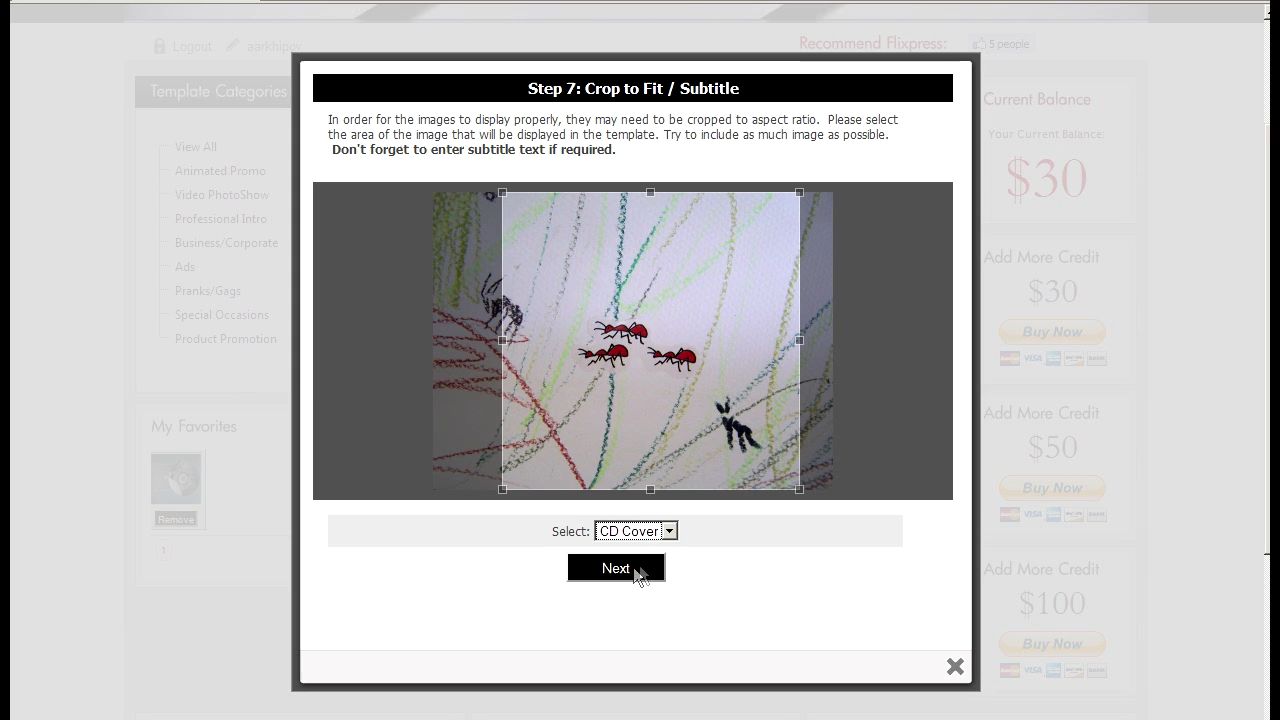 Logout
aarkhipov
Recommend Flixpress:
5 people
Template Categories
View All
Animated Promo
Video PhotoShow
Professional Intro
Business/Corporate
Ads
Pranks/Gags
Special Occasions
Product Promotion
My Favorites
Remove
1
Step 7: Crop to Fit / Subtitle
In order for the images to display properly, they may need to be cropped to aspect ratio. Please select
the area of the image that will be displayed in the template. Try to include as much image as possible.
Don't forget to enter subtitle text if required.
Select: CD Cover
Next
Current Balance
Your Current Balance:
$30
Add More Credit
$30
Buy Now
VISA
Add More Credit
$50
Buy Now
VISA
Add More Credit
$100
Buy Now
VISA